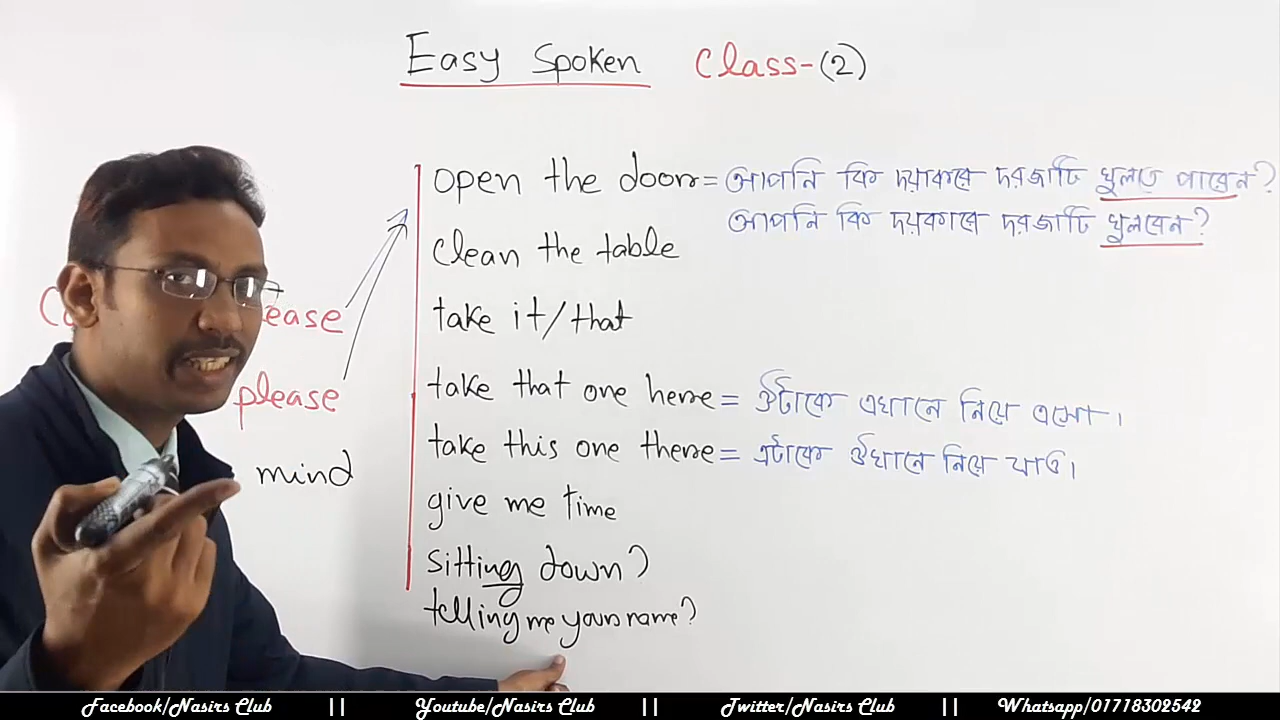 Easy Spoken Class-(2)
open the door = আপনি কি দয়াকরে দরজাটি খুলতে পারেন?
আপনি কি দয়াকরে দরজাটি খুলবেন?
clean the table
take it/that
please
take that one here = ঔটাকে এখানে নিয়ে এসো।
please
take this one there = এটাকে ঔখানে নিয়ে যাও।
mind
give me time
sitting down?
telling me your name?
Facebook/Nasirs Club || Youtube/Nasirs Club || Twitter/Nasirs Club || Whatsapp/01718302542